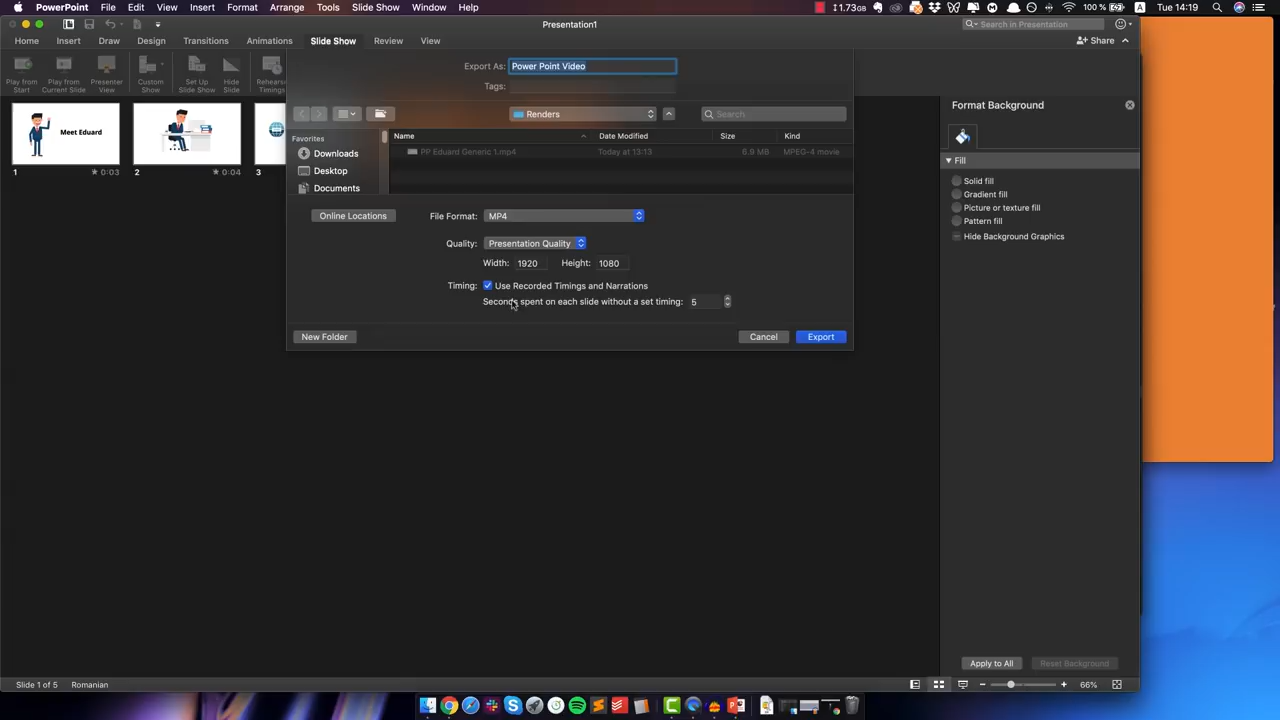 PowerPoint File Edit View Insert Format Arrange Tools Slide Show Window Help
1.73GB 100% Tue 14:19
Presentation1
Search in Presentation
Home Insert Draw Design Transitions Animations Slide Show Review View
Share
Play from Start
Play from Current Slide
Presenter View
Custom Show
Set Up Slide Show
Hide Slide
Rehearse Timings
Export As: Power Point Video
Tags:
Renders
Search
Favorites
Downloads
Desktop
Documents
Name Date Modified Size Kind
PP Eduard Generic 1.mp4 Today at 13:13 6.9 MB MPEG-4 movie
Online Locations
File Format: MP4
Quality: Presentation Quality
Width: 1920 Height: 1080
Timing: Use Recorded Timings and Narrations
Seconds spent on each slide without a set timing: 5
New Folder
Cancel
Export
Meet Eduard
1 0:03
2 0:04
3
Format Background
Fill
Solid fill
Gradient fill
Picture or texture fill
Pattern fill
Hide Background Graphics
Apply to All
Reset Background
Slide 1 of 5 Romanian
66%